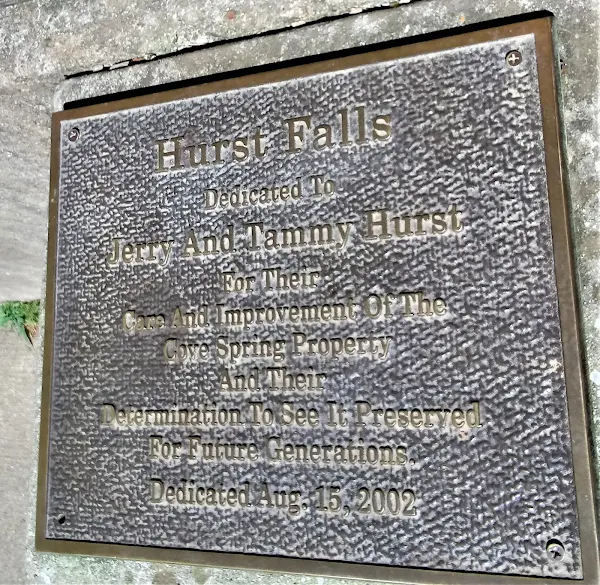 Hurst Falls
Dedicated To
Jerry And Tammy Hurst
For Their
Care And Improvement Of The
Cove Spring Property
And Their
Determination To See It Preserved
For Future Generations.
Dedicated Aug. 15, 2002